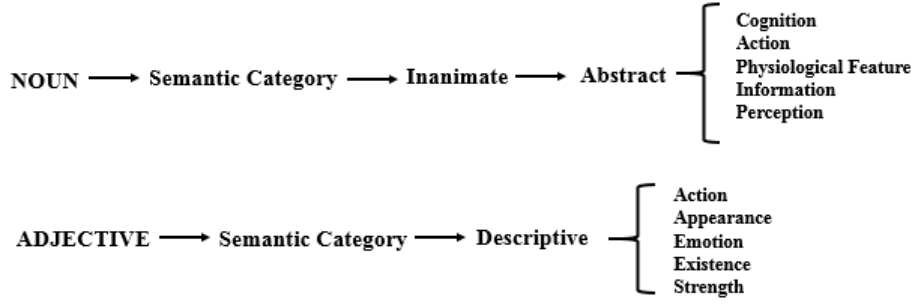 Cognition
Action
Physiological Feature
Information
Perception
NOUN Semantic Category Inanimate Abstract
Action
Appearance
Emotion
Existence
Strength
ADJECTIVE Semantic Category Descriptive